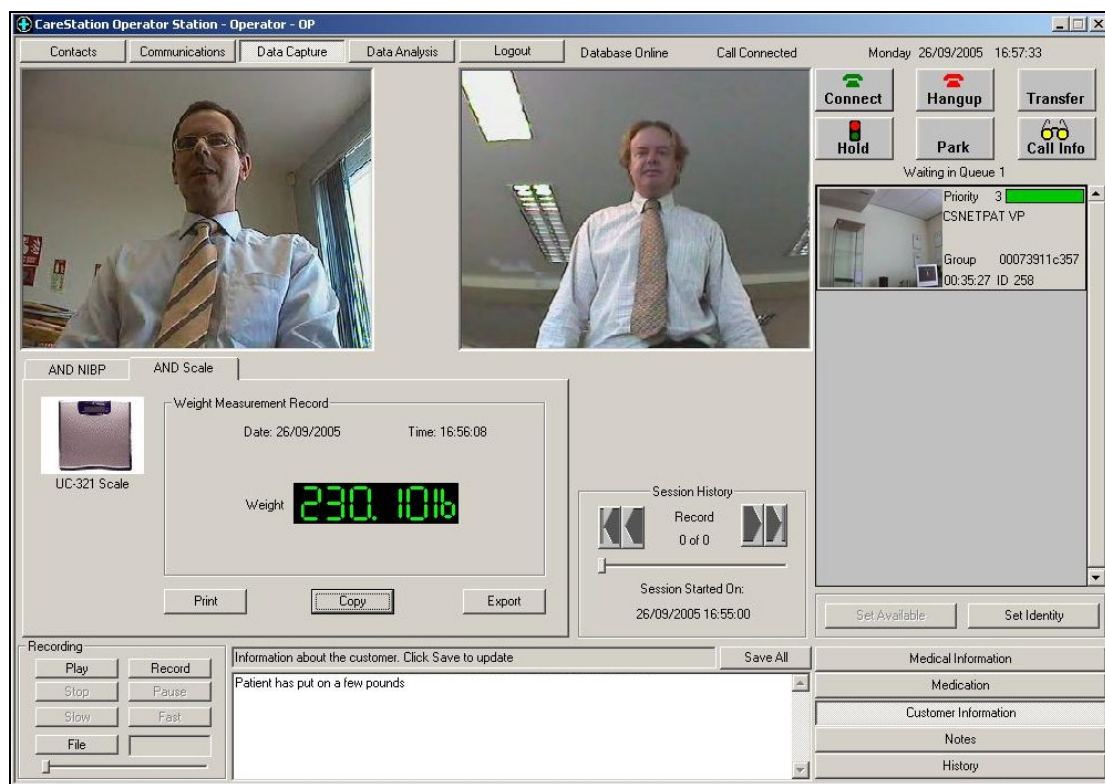 CareStation Operator Station - Operator - OP
Contacts Communications Data Capture Data Analysis Logout Database Online Call Connected Monday 26/09/2005 16:57:33
Connect Hangup Transfer
Hold Park Call Info
Waiting in Queue 1
Priority 3
CSNETPAT VP
Group 00073911c357
00:35:27 ID 258
AND NIBP AND Scale
Weight Measurement Record
Date: 26/09/2005 Time: 16:56:08
UC-321 Scale
Weight 230.10lb
Print Copy Export
Session History
Record
0 of 0
Session Started On:
26/09/2005 16:55:00
Set Available Set Identity
Recording
Play Record
Stop Pause
Slow Fast
File
Information about the customer. Click Save to update Save All
Patient has put on a few pounds
Medical Information
Medication
Customer Information
Notes
History